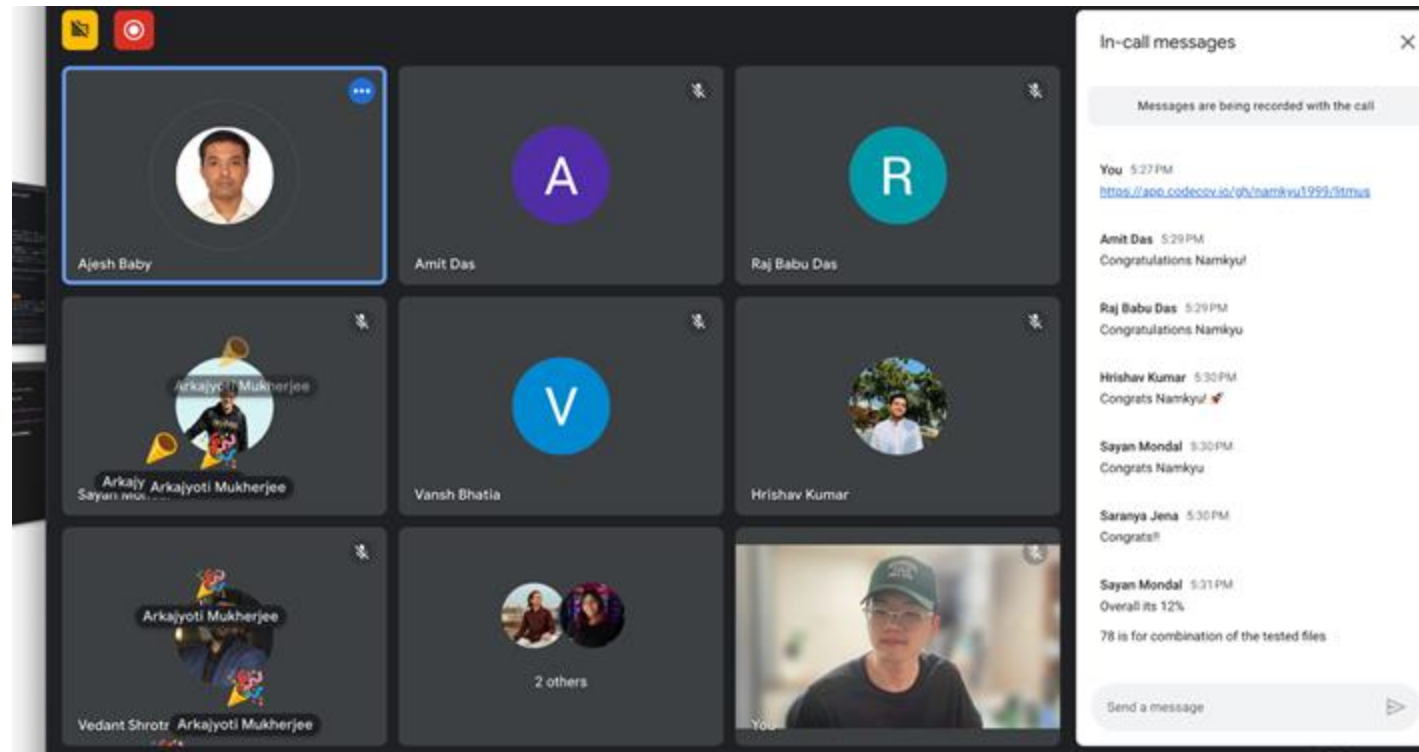 Ajesh Baby
A
Amit Das
R
Raj Babu Das
Arkajyoti Mukherjee
Arkajy Arkajyoti Mukherjee
Sayan
V
Vansh Bhatia
Hrishav Kumar
Arkajyoti Mukherjee
Vedant Shrotr Arkajyoti Mukherjee
2 others
You
In-call messages
Messages are being recorded with the call
You 5:27 PM
https://app.codecov.io/gh/namkyu1999/litmus
Amit Das 5:29 PM
Congratulations Namkyu!
Raj Babu Das 5:29 PM
Congratulations Namkyu
Hrishav Kumar 5:30 PM
Congrats Namkyu! 🚀
Sayan Mondal 5:30 PM
Congrats Namkyu
Saranya Jena 5:30 PM
Congrats!!
Sayan Mondal 5:31 PM
Overall its 12%
78 is for combination of the tested files
Send a message